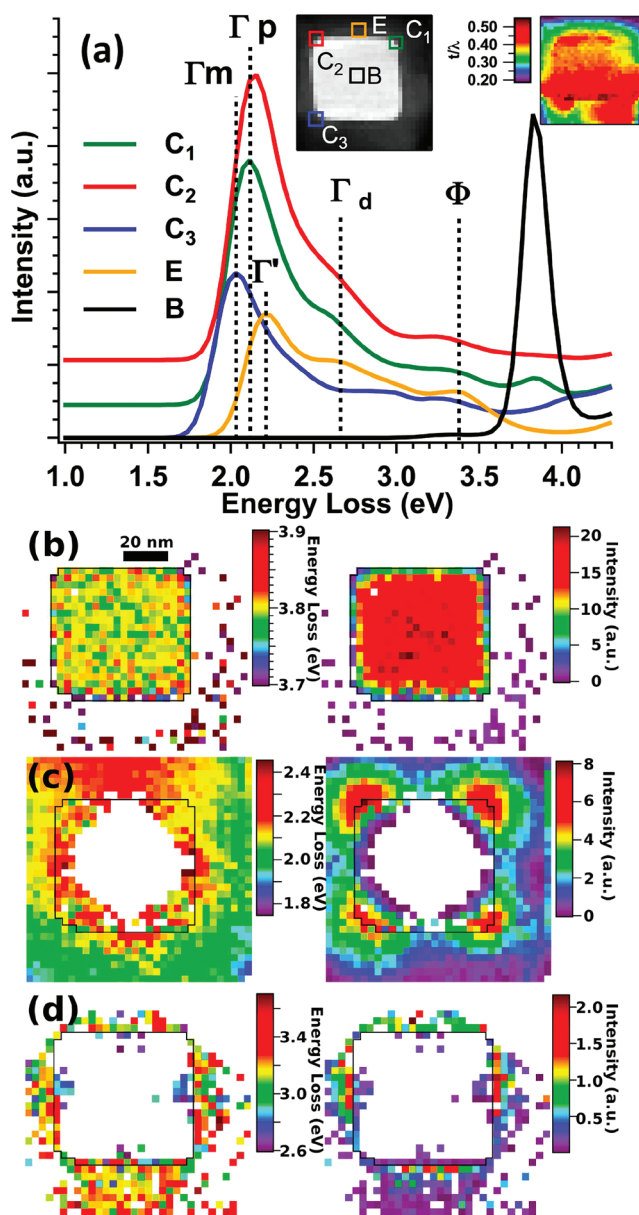 (a)
Γm
Γ p
Γ'
Γ d
Φ
E
C1
C2
B
C3
t/λ
0.50
0.40
0.30
0.20
C1
C2
C3
E
B
Intensity (a.u.)
1.0 1.5 2.0 2.5 3.0 3.5 4.0
Energy Loss (eV)
(b)
20 nm
3.9
3.8
3.7
Energy Loss (eV)
20
15
10
5
0
Intensity (a.u.)
(c)
2.4
2.2
2.0
1.8
Energy Loss (eV)
8
6
4
2
0
Intensity (a.u.)
(d)
3.4
3.0
2.6
Energy Loss (eV)
2.0
1.5
1.0
0.5
Intensity (a.u.)